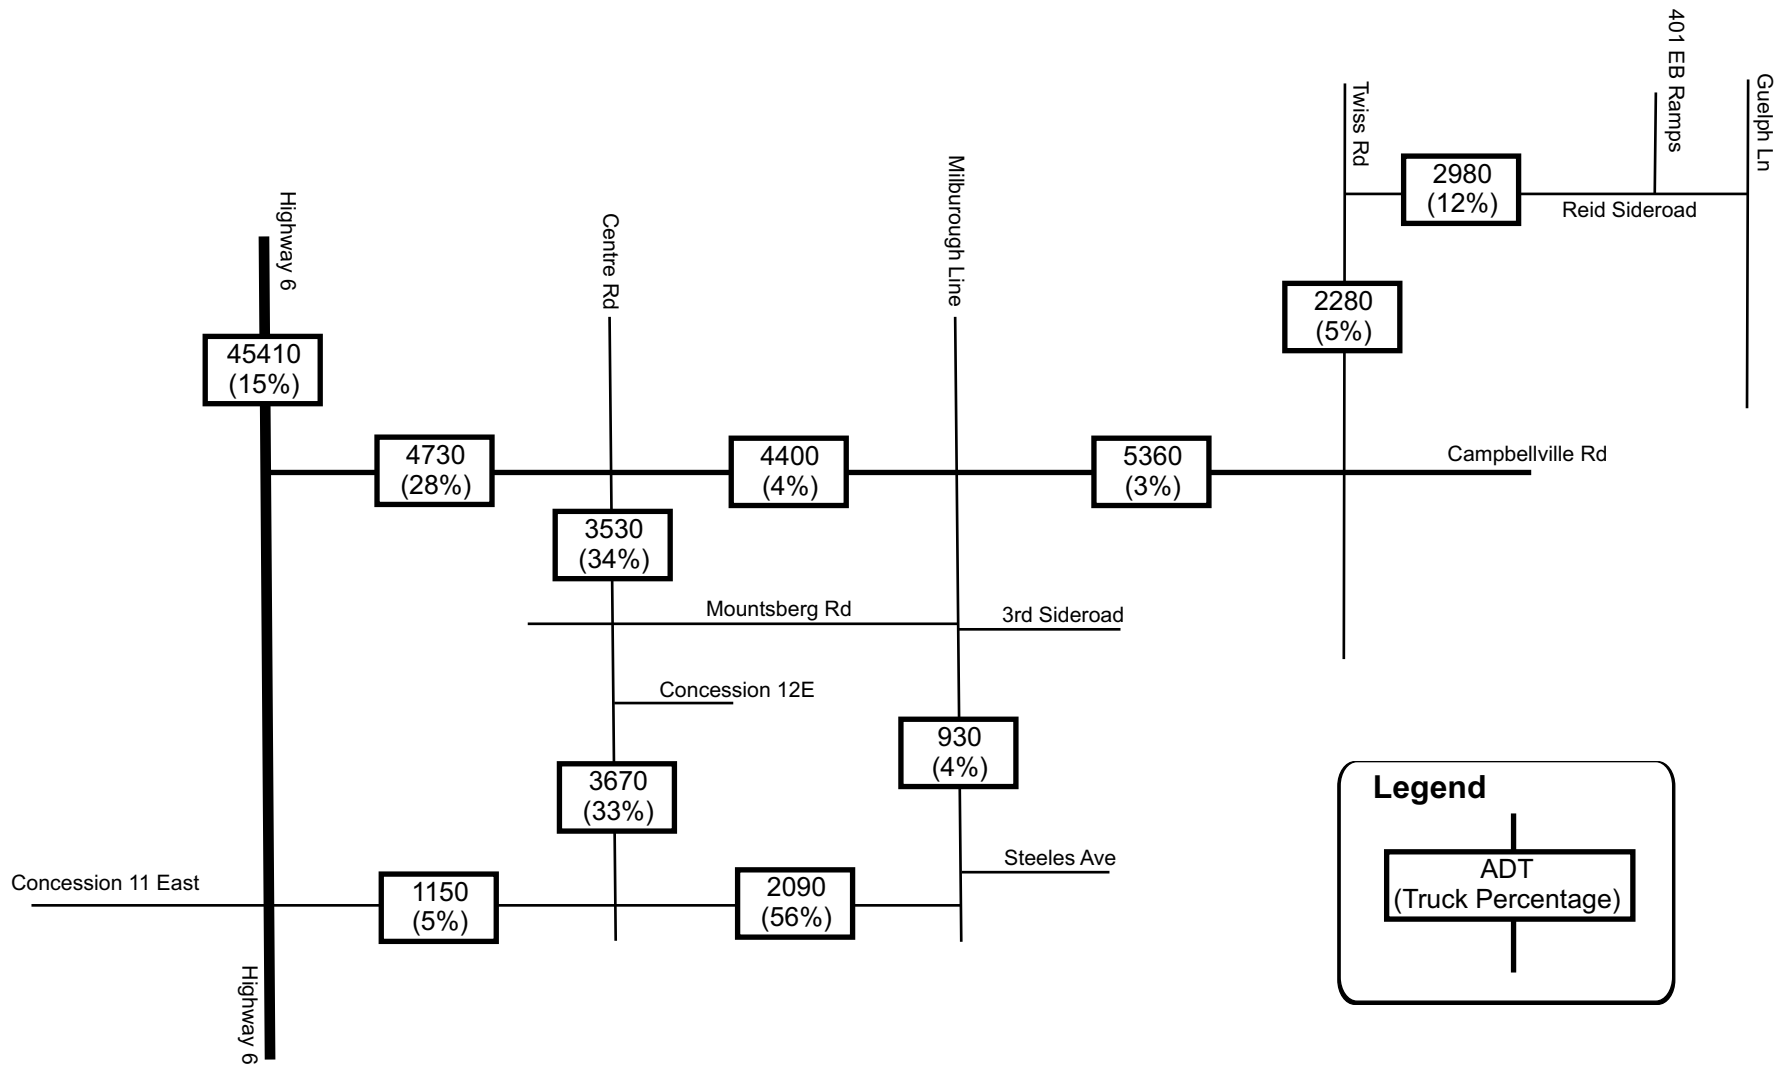 401 EB Ramps
Guelph Ln
Twiss Rd
2980
(12%)
Reid Sideroad
Milburough Line
Highway 6
Centre Rd
2280
(5%)
45410
(15%)
4730
(28%)
4400
(4%)
5360
(3%)
Campbellville Rd
3530
(34%)
Mountsberg Rd
3rd Sideroad
Concession 12E
930
(4%)
3670
(33%)
Steeles Ave
Concession 11 East
1150
(5%)
2090
(56%)
Highway 6
Legend
ADT
(Truck Percentage)